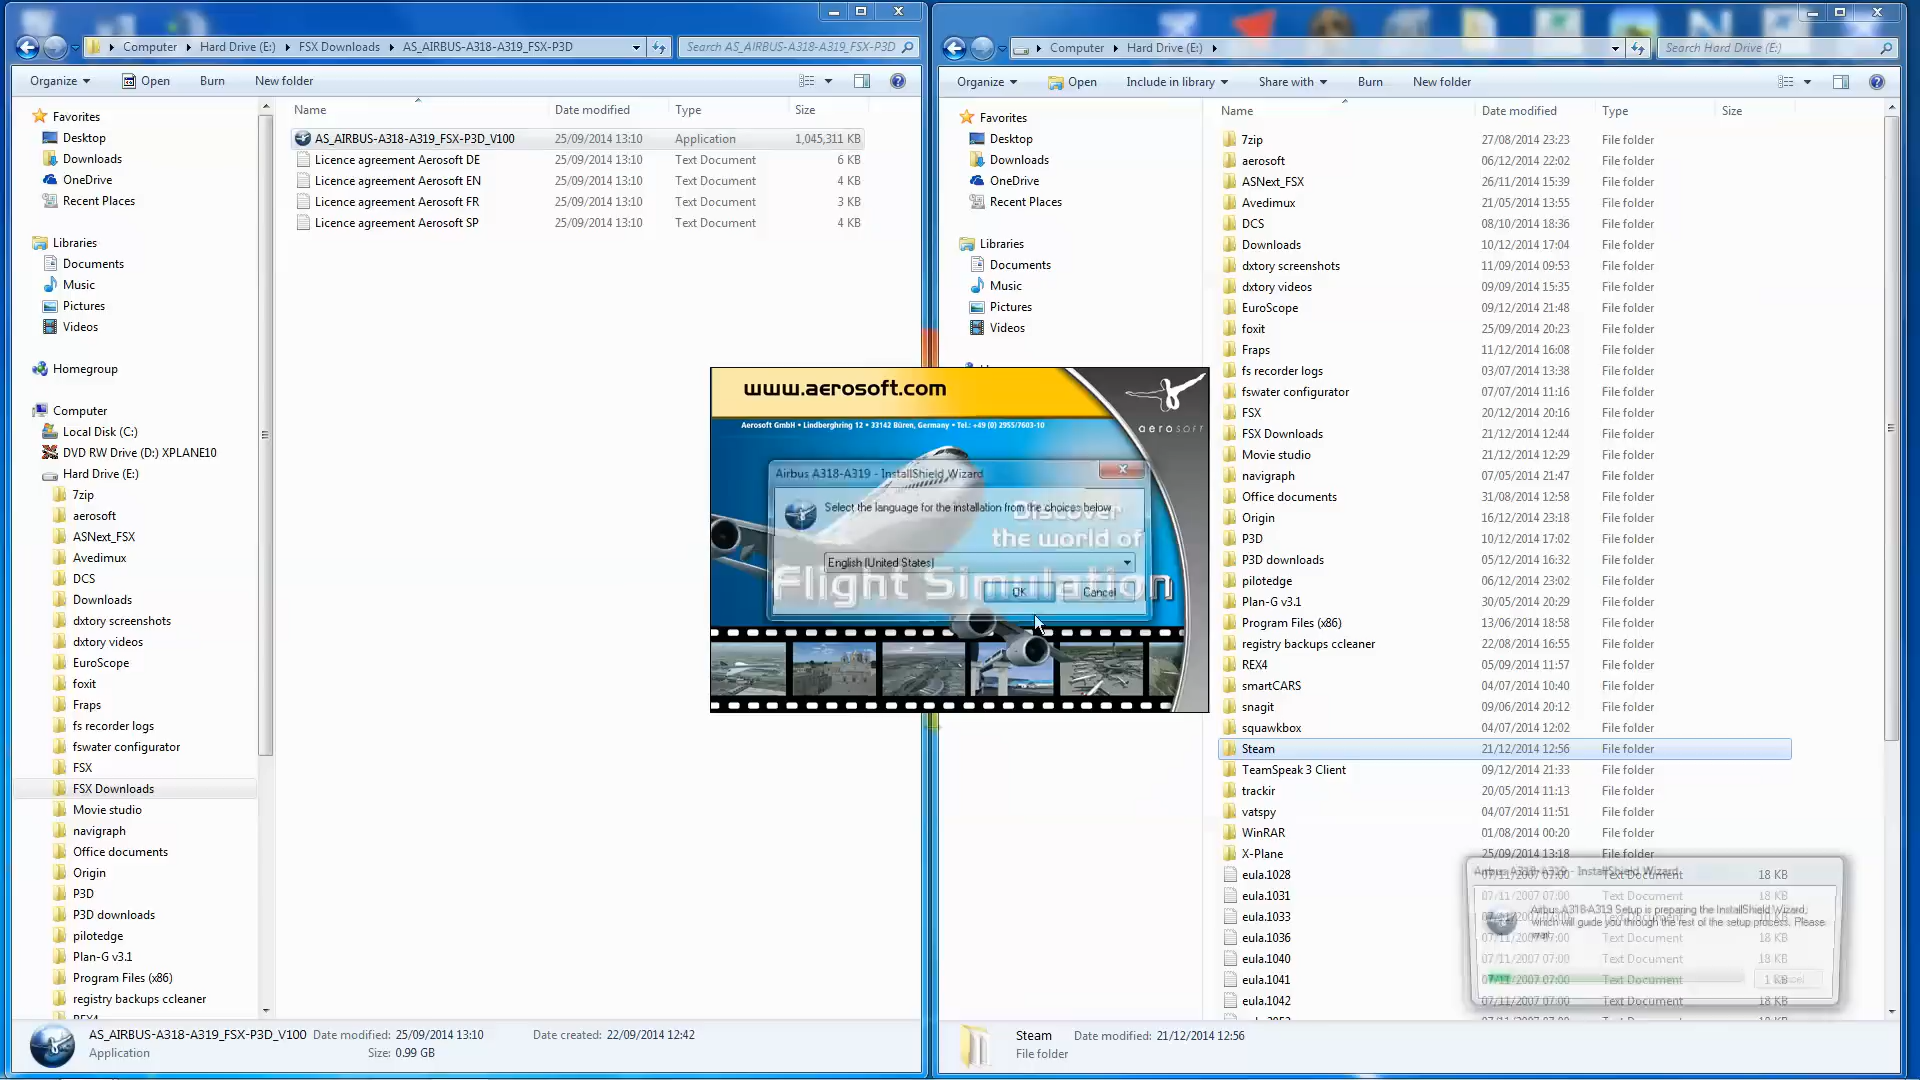 Computer
Hard Drive (E:)
FSX Downloads
AS_AIRBUS-A318-A319_FSX-P3D
Search AS_AIRBUS-A318-A319_FSX-P3D
Organize
Open
Burn
New folder
Favorites
Desktop
Downloads
OneDrive
Recent Places
Libraries
Documents
Music
Pictures
Videos
Homegroup
Computer
Local Disk (C:)
DVD RW Drive (D:) XPLANE10
Hard Drive (E:)
7zip
aerosoft
ASNext_FSX
Avedimux
DCS
Downloads
dxtory screenshots
dxtory videos
EuroScope
foxit
Fraps
fs recorder logs
fswater configurator
FSX
FSX Downloads
Movie studio
navigraph
Office documents
Origin
P3D
P3D downloads
pilotedge
Plan-G v3.1
Program Files (x86)
registry backups ccleaner
REX4
Name Date modified Type Size
AS_AIRBUS-A318-A319_FSX-P3D_V100 25/09/2014 13:10 Application 1,045,311 KB
Licence agreement Aerosoft DE 25/09/2014 13:10 Text Document 6 KB
Licence agreement Aerosoft EN 25/09/2014 13:10 Text Document 4 KB
Licence agreement Aerosoft FR 25/09/2014 13:10 Text Document 3 KB
Licence agreement Aerosoft SP 25/09/2014 13:10 Text Document 4 KB
AS_AIRBUS-A318-A319_FSX-P3D_V100 Date modified: 25/09/2014 13:10 Date created: 22/09/2014 12:42
Application Size: 0.99 GB
www.aerosoft.com
aerosoft
Aerosoft GmbH • Lindberghring 12 • 33142 Büren, Germany • Tel.: +49 (0) 2955/7603-10
Airbus A318-A319 - InstallShield Wizard
Select the language for the installation from the choices below.
Discover
the world of
English (United States)
Flight Simulation
OK
Cancel
Computer
Hard Drive (E:)
Search Hard Drive (E:)
Organize
Open
Include in library
Share with
Burn
New folder
Favorites
Desktop
Downloads
OneDrive
Recent Places
Libraries
Documents
Music
Pictures
Videos
Name Date modified Type Size
7zip 27/08/2014 23:23 File folder
aerosoft 06/12/2014 22:02 File folder
ASNext_FSX 26/11/2014 15:39 File folder
Avedimux 21/05/2014 13:55 File folder
DCS 08/10/2014 18:36 File folder
Downloads 10/12/2014 17:04 File folder
dxtory screenshots 11/09/2014 09:53 File folder
dxtory videos 09/09/2014 15:35 File folder
EuroScope 09/12/2014 21:48 File folder
foxit 25/09/2014 20:23 File folder
Fraps 11/12/2014 16:08 File folder
fs recorder logs 03/07/2014 13:38 File folder
fswater configurator 07/07/2014 11:16 File folder
FSX 20/12/2014 20:16 File folder
FSX Downloads 21/12/2014 12:44 File folder
Movie studio 21/12/2014 12:29 File folder
navigraph 07/05/2014 21:47 File folder
Office documents 31/08/2014 12:58 File folder
Origin 16/12/2014 23:18 File folder
P3D 10/12/2014 17:02 File folder
P3D downloads 05/12/2014 16:32 File folder
pilotedge 06/12/2014 23:02 File folder
Plan-G v3.1 30/05/2014 20:29 File folder
Program Files (x86) 13/06/2014 18:58 File folder
registry backups ccleaner 22/08/2014 16:55 File folder
REX4 05/09/2014 11:57 File folder
smartCARS 04/07/2014 10:40 File folder
snagit 09/06/2014 20:12 File folder
squawkbox 04/07/2014 12:02 File folder
Steam 21/12/2014 12:56 File folder
TeamSpeak 3 Client 09/12/2014 21:33 File folder
trackir 20/05/2014 11:13 File folder
vatspy 04/07/2014 11:51 File folder
WinRAR 01/08/2014 00:20 File folder
X-Plane 25/09/2014 13:18 File folder
eula.1028 07/11/2007 07:00 Text Document 18 KB
eula.1031 07/11/2007 07:00 Text Document 18 KB
eula.1033 07/11/2007 07:00 Text Document
eula.1036 07/11/2007 07:00 Text Document 18 KB
eula.1040 07/11/2007 07:00 Text Document 18 KB
eula.1041 07/11/2007 07:00 Text Document
eula.1042 07/11/2007 07:00 Text Document 18 KB
Airbus A318-A319 - InstallShield Wizard
Airbus A318-A319 Setup is preparing the InstallShield Wizard,
which will guide you through the rest of the setup process. Please
wait.
Cancel
Steam Date modified: 21/12/2014 12:56
File folder